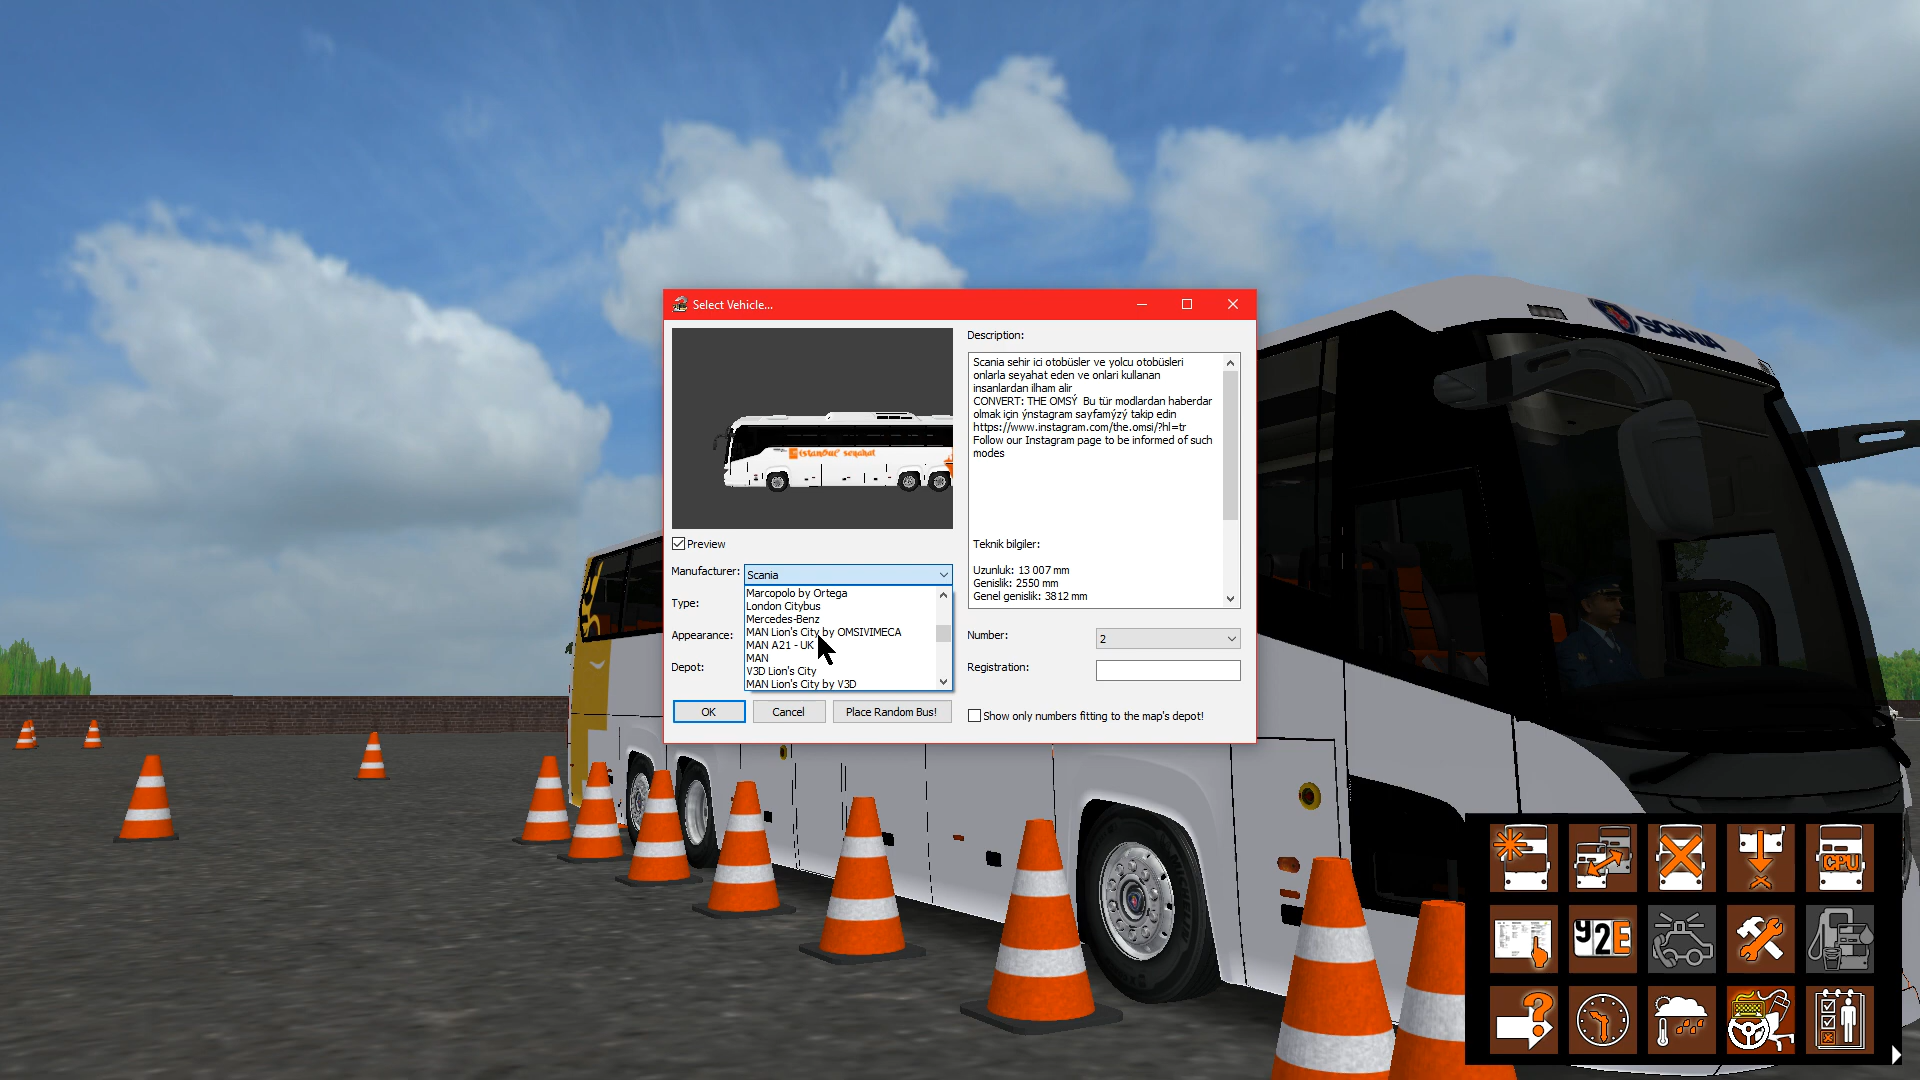 Select Vehicle...
Description:
Scania sehir ici otobüsler ve yolcu otobüsleri
onlarla seyahat eden ve onlari kullanan
insanlardan ilham alir
CONVERT: THE OMSÝ  Bu tür modlardan haberdar
olmak için ýnstagram sayfamýzý takip edin
https://www.instagram.com/the.omsi/?hl=tr
Follow our Instagram page to be informed of such
modes
Teknik bilgiler:
Uzunluk: 13 007 mm
Genislik: 2550 mm
Genel genislik: 3812 mm
istanbul seyahat
Preview
Manufacturer:
Scania
Marcopolo by Ortega
London Citybus
Mercedes-Benz
MAN Lion's City by OMSIVIMECA
MAN A21 - UK
MAN
V3D Lion's City
MAN Lion's City by V3D
Type:
Appearance:
Depot:
Number:
2
Registration:
OK
Cancel
Place Random Bus!
Show only numbers fitting to the map's depot!
SCANIA
CPU
92E